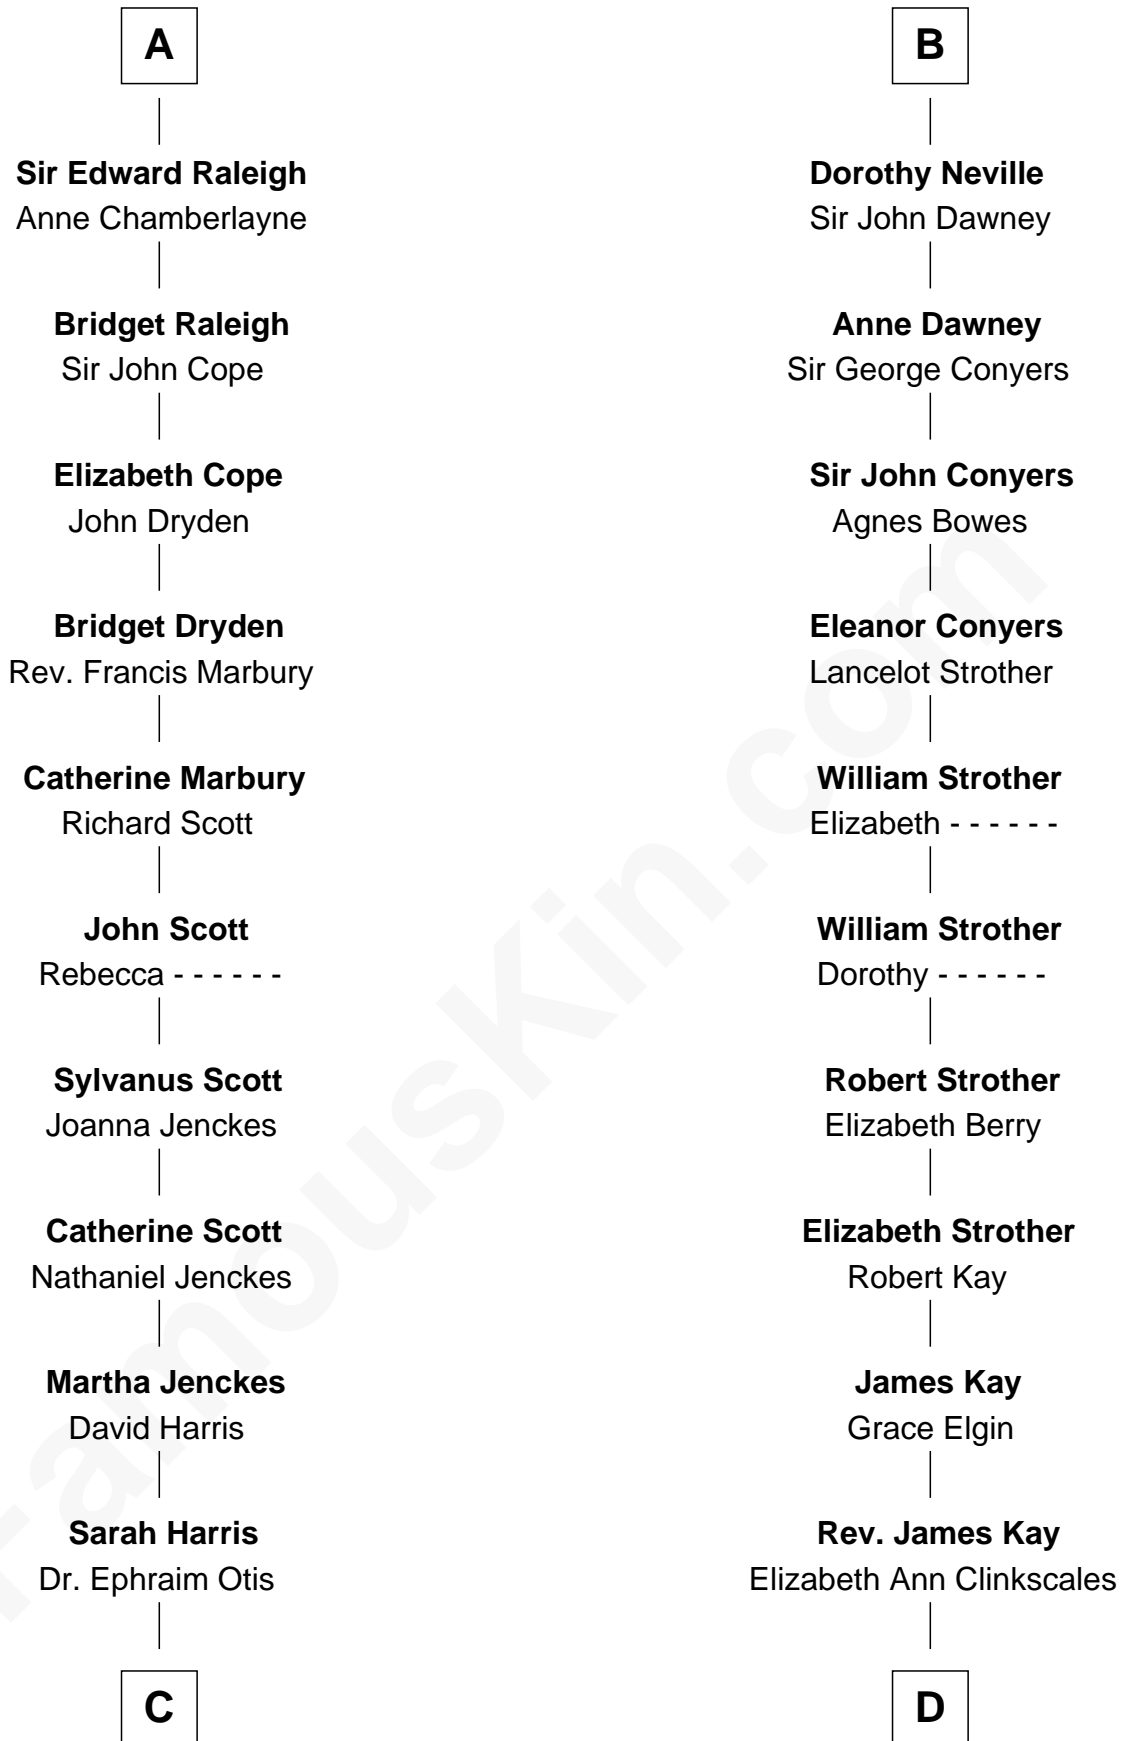 A
Sir Edward Raleigh
Anne Chamberlayne
Bridget Raleigh
Sir John Cope
Elizabeth Cope
John Dryden
Bridget Dryden
Rev. Francis Marbury
Catherine Marbury
Richard Scott
John Scott
Rebecca - - - - - -
Sylvanus Scott
Joanna Jenckes
Catherine Scott
Nathaniel Jenckes
Martha Jenckes
David Harris
Sarah Harris
Dr. Ephraim Otis
C
B
Dorothy Neville
Sir John Dawney
Anne Dawney
Sir George Conyers
Sir John Conyers
Agnes Bowes
Eleanor Conyers
Lancelot Strother
William Strother
Elizabeth - - - - - -
William Strother
Dorothy - - - - - -
Robert Strother
Elizabeth Berry
Elizabeth Strother
Robert Kay
James Kay
Grace Elgin
Rev. James Kay
Elizabeth Ann Clinkscales
D
FamousKin.com